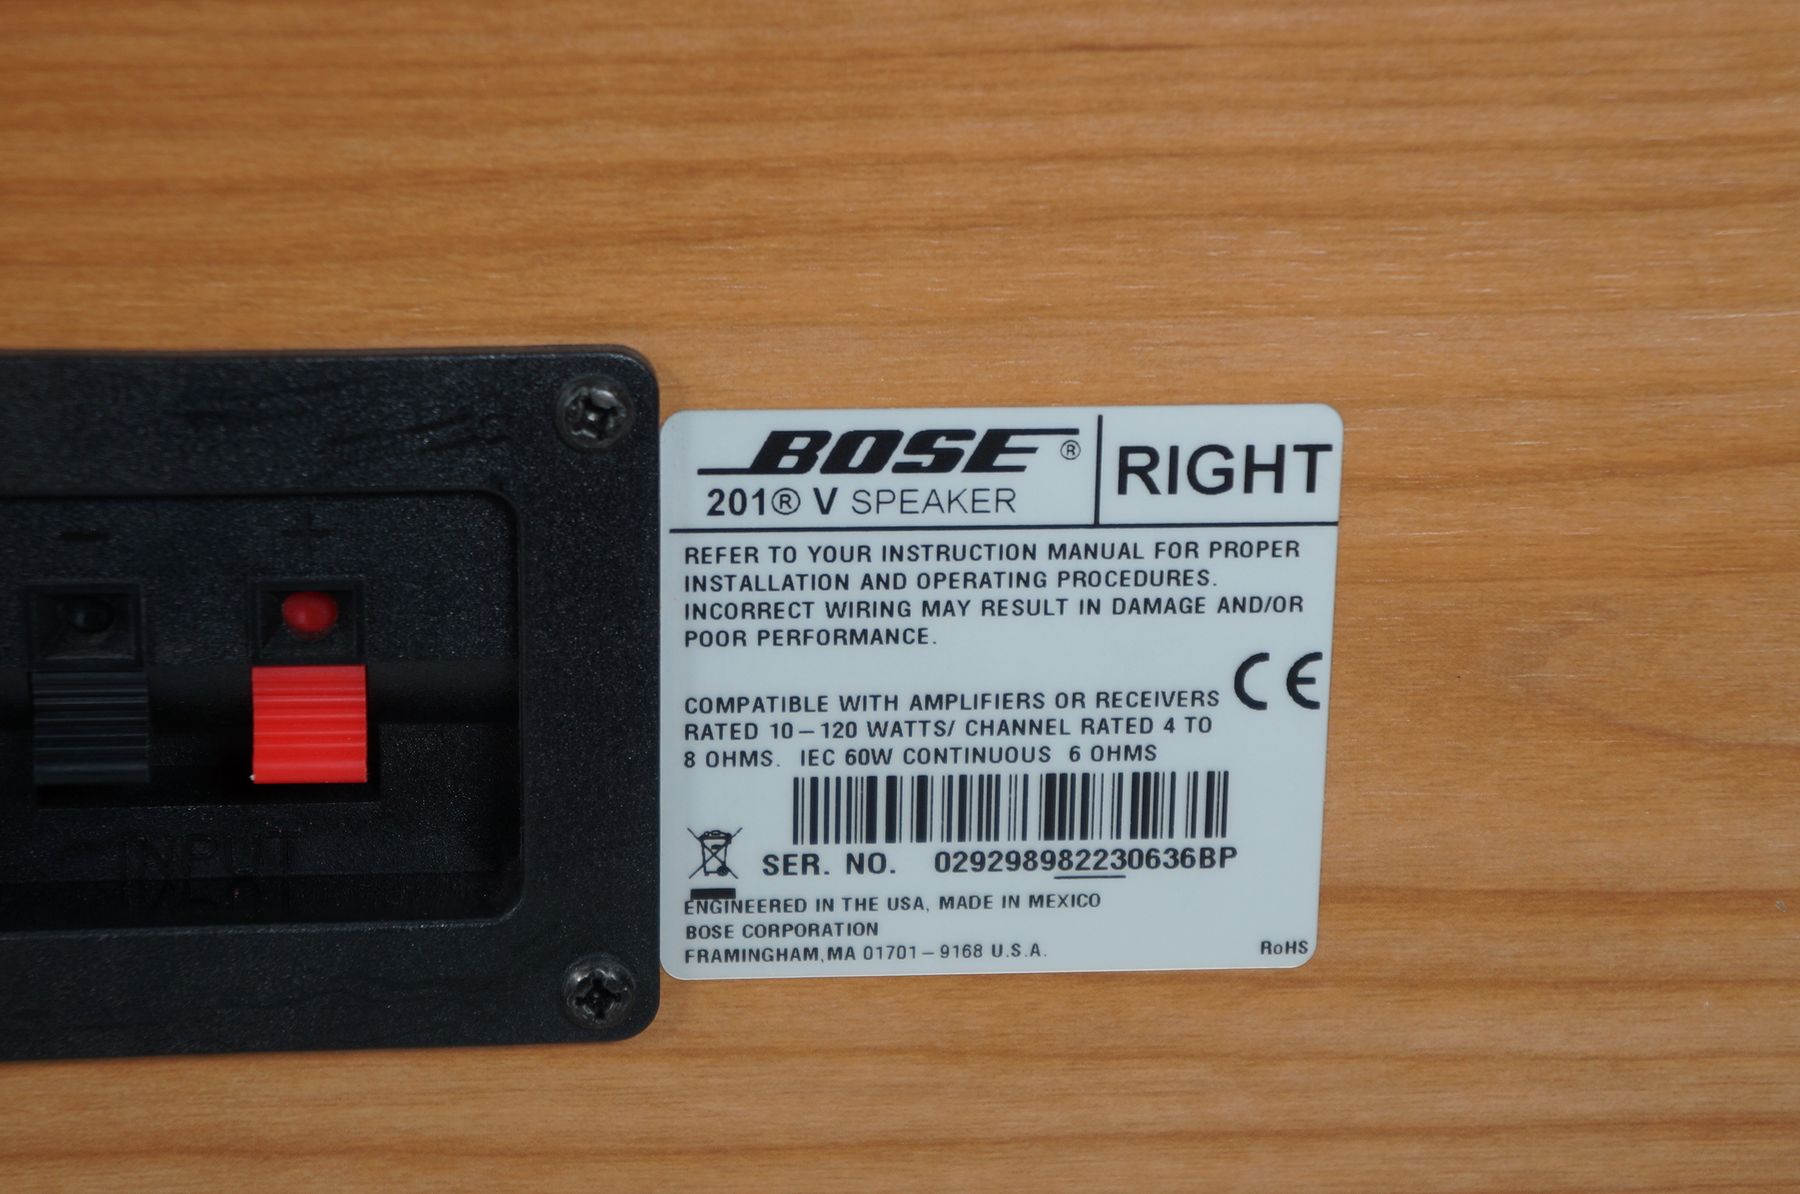 BOSE®
RIGHT
201® V SPEAKER
REFER TO YOUR INSTRUCTION MANUAL FOR PROPER
INSTALLATION AND OPERATING PROCEDURES.
INCORRECT WIRING MAY RESULT IN DAMAGE AND/OR
POOR PERFORMANCE.
CE
COMPATIBLE WITH AMPLIFIERS OR RECEIVERS
RATED 10–120 WATTS/ CHANNEL RATED 4 TO
8 OHMS. IEC 60W CONTINUOUS 6 OHMS
SER. NO. 029298982230636BP
ENGINEERED IN THE USA, MADE IN MEXICO
BOSE CORPORATION
FRAMINGHAM, MA 01701–9168 U.S.A.
RoHS
- +
INPUT